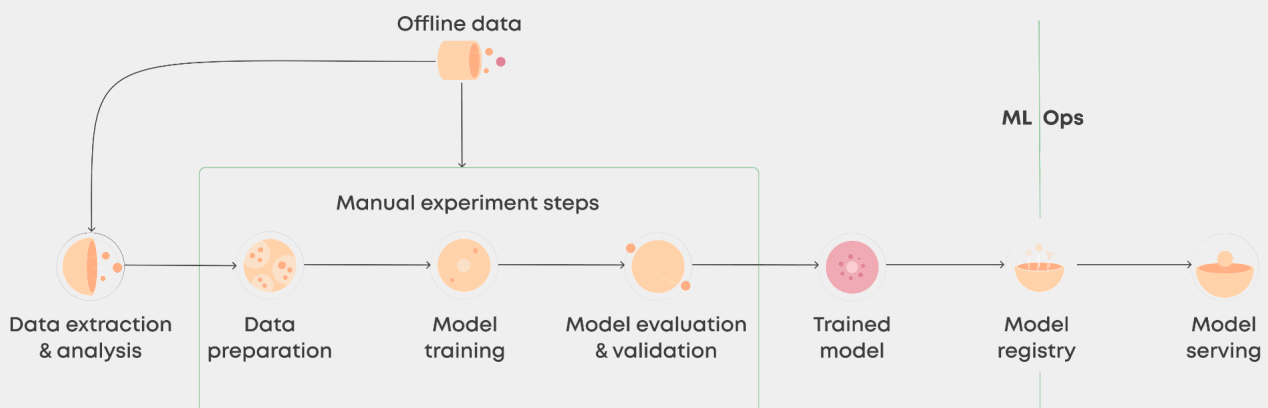 Offline data
ML Ops
Manual experiment steps
Data extraction
& analysis
Data
preparation
Model
training
Model evaluation
& validation
Trained
model
Model
registry
Model
serving